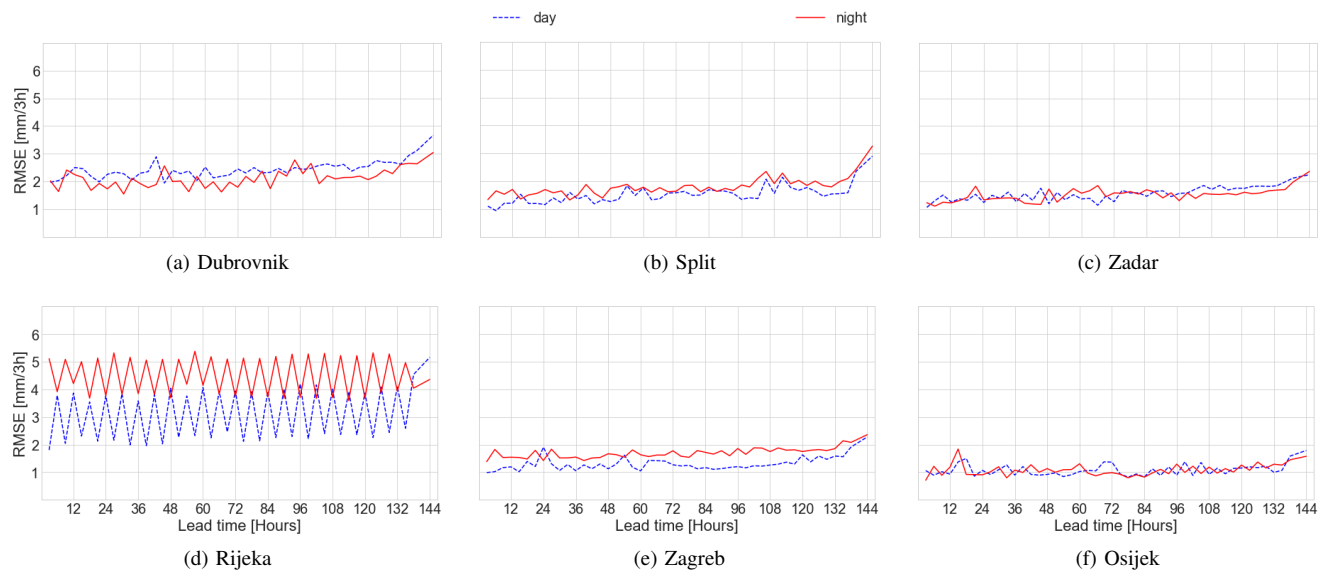 day night
RMSE [mm/3h]
6
5
4
3
2
1
(a) Dubrovnik (b) Split (c) Zadar
RMSE [mm/3h]
6
5
4
3
2
1
12 24 36 48 60 72 84 96 108 120 132 144
Lead time [Hours]
12 24 36 48 60 72 84 96 108 120 132 144
Lead time [Hours]
12 24 36 48 60 72 84 96 108 120 132 144
Lead time [Hours]
(d) Rijeka (e) Zagreb (f) Osijek